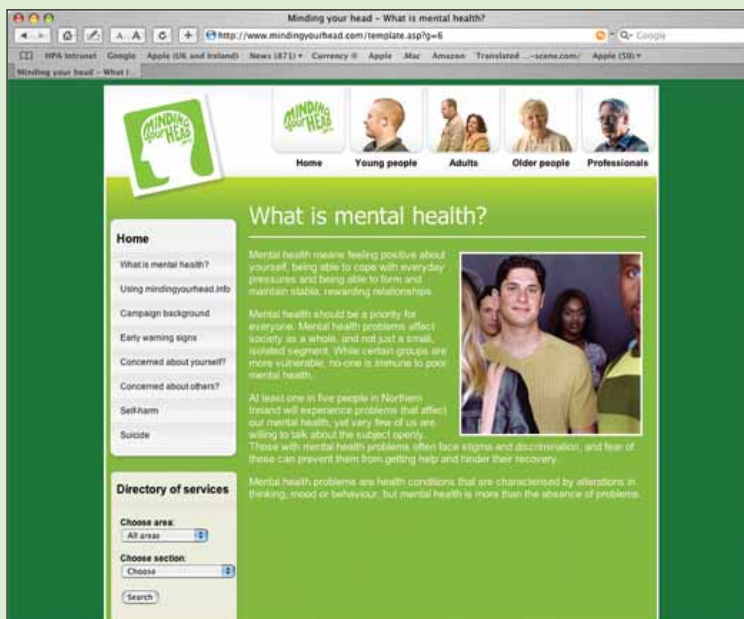 Minding your head – What is mental health?
A A
http://www.mindingyourhead.com/template.asp?g=6
Google
HPA Intranet Google Apple (UK and Ireland) News (871) Currency Apple .Mac Amazon Translated ...-scene.com/ Apple (50)
Minding your head – What i...
MINDING your HEAD
MINDING your HEAD
Home Young people Adults Older people Professionals
What is mental health?
Home
What is mental health?
Using mindingyourhead.info
Campaign background
Early warning signs
Concerned about yourself?
Concerned about others?
Self-harm
Suicide
Directory of services
Choose area:
All areas
Choose section:
Choose
Search
Mental health means feeling positive about
yourself, being able to cope with everyday
pressures and being able to form and
maintain stable, rewarding relationships.
Mental health should be a priority for
everyone. Mental health problems affect
society as a whole, and not just a small,
isolated segment. While certain groups are
more vulnerable, no-one is immune to poor
mental health.
At least one in five people in Northern
Ireland will experience problems that affect
our mental health, yet very few of us are
willing to talk about the subject openly.
Those with mental health problems often face stigma and discrimination, and fear of
these can prevent them from getting help and hinder their recovery.
Mental health problems are health conditions that are characterised by alterations in
thinking, mood or behaviour, but mental health is more than the absence of problems.